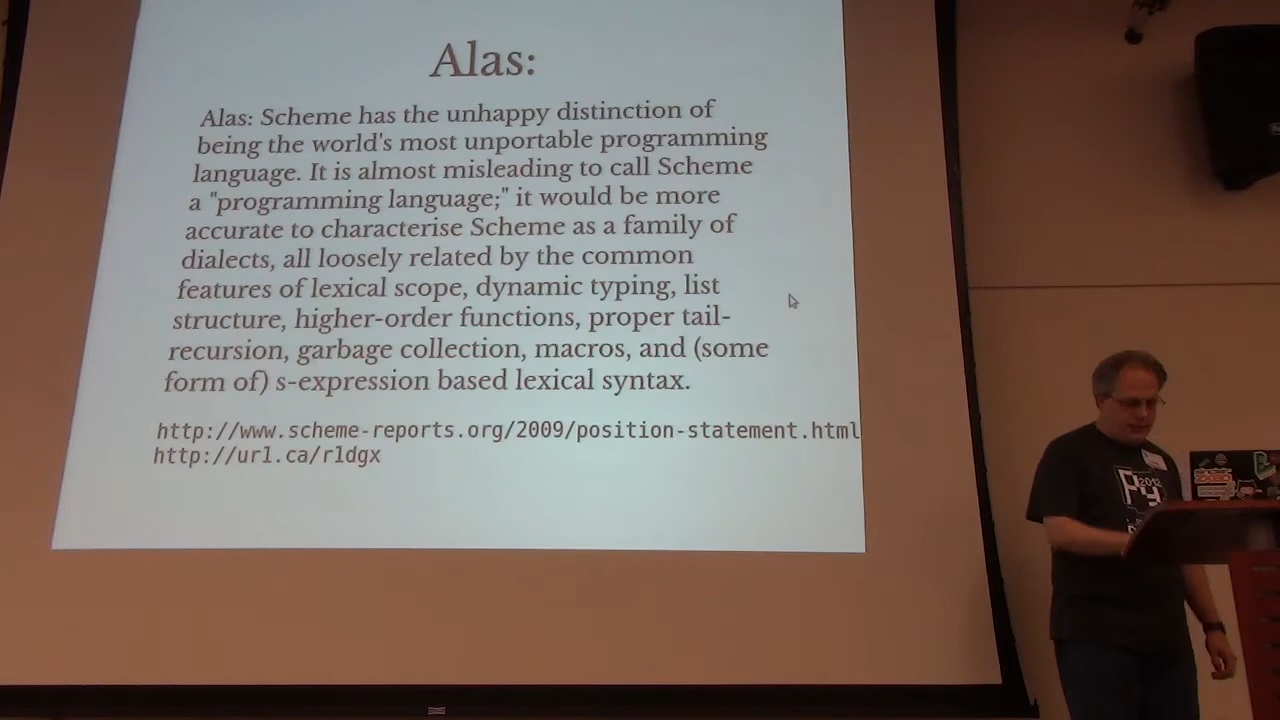 Alas:
Alas: Scheme has the unhappy distinction of
being the world's most unportable programming
language. It is almost misleading to call Scheme
a "programming language;" it would be more
accurate to characterise Scheme as a family of
dialects, all loosely related by the common
features of lexical scope, dynamic typing, list
structure, higher-order functions, proper tail-
recursion, garbage collection, macros, and (some
form of) s-expression based lexical syntax.
http://www.scheme-reports.org/2009/position-statement.html
http://url.ca/r1dgx
2012
Py